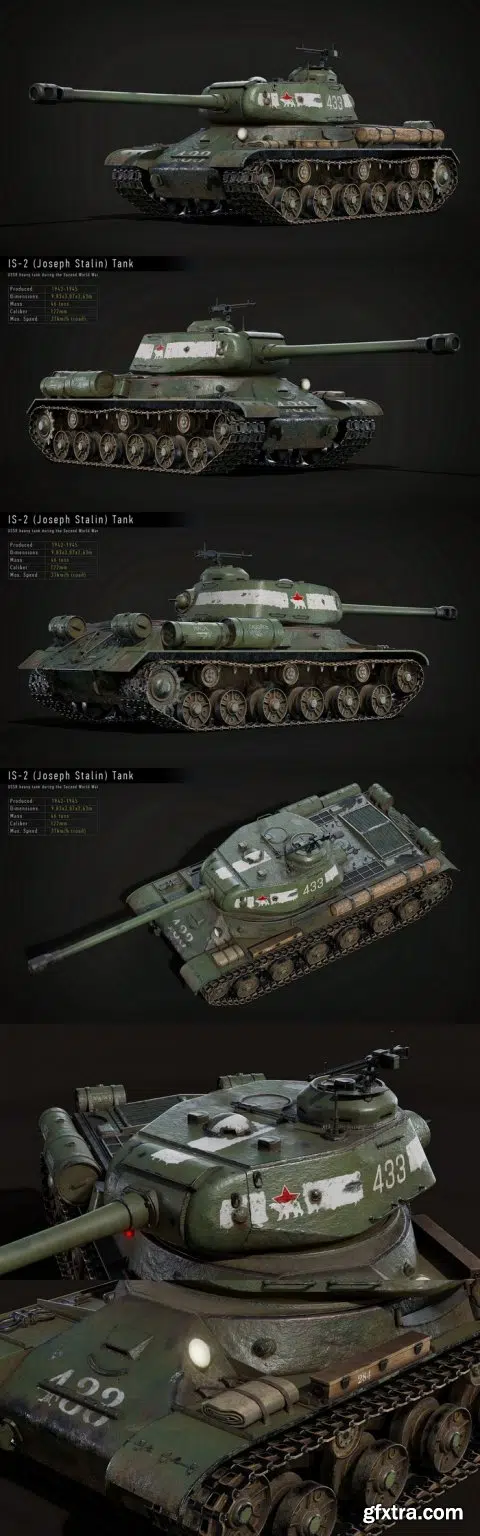 433
433
IS-2 (Joseph Stalin) Tank
USSR heavy tank during the Second World War
Produced 1943-1945
Dimensions 9.83x3.07x2.63m
Mass 46 tons
Caliber 122mm
Max. Speed 37km/h (road)
433
IS-2 (Joseph Stalin) Tank
USSR heavy tank during the Second World War
Produced 1943-1945
Dimensions 9.83x3.07x2.63m
Mass 46 tons
Caliber 122mm
Max. Speed 37km/h (road)
IS-2 (Joseph Stalin) Tank
USSR heavy tank during the Second World War
Produced 1943-1945
Dimensions 9.83x3.07x2.63m
Mass 46 tons
Caliber 122mm
Max. Speed 37km/h (road)
433
433
433
433
284
gfxtra.com